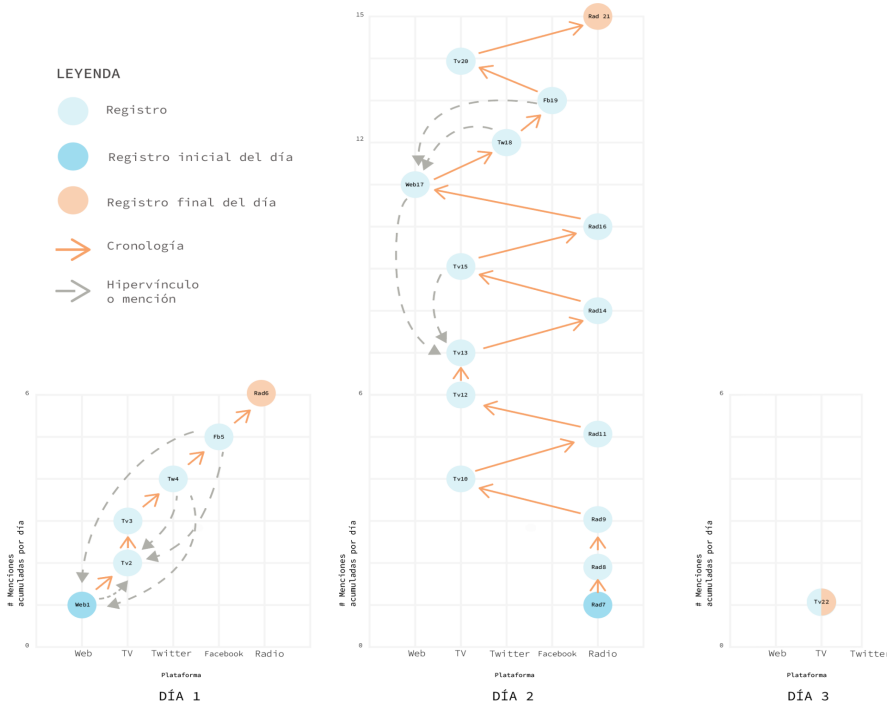 LEYENDA
Registro
Registro inicial del día
Registro final del día
Cronología
Hipervínculo
o mención
6
Rad6
Fb5
Tw4
Tv3
Tv2
Web1
0
# Menciones
acumuladas por día
Web TV Twitter Facebook Radio
Plataforma
DÍA 1
15
Rad 21
Tv20
Fb19
12
Tw18
Web17
Rad16
Tv15
Rad14
Tv13
6
Tv12
Rad11
Tv10
Rad9
Rad8
Rad7
0
# Menciones
acumuladas por día
Web TV Twitter Facebook Radio
Plataforma
DÍA 2
6
Tv22
0
# Menciones
acumuladas por día
Web TV Twitter
Plataforma
DÍA 3